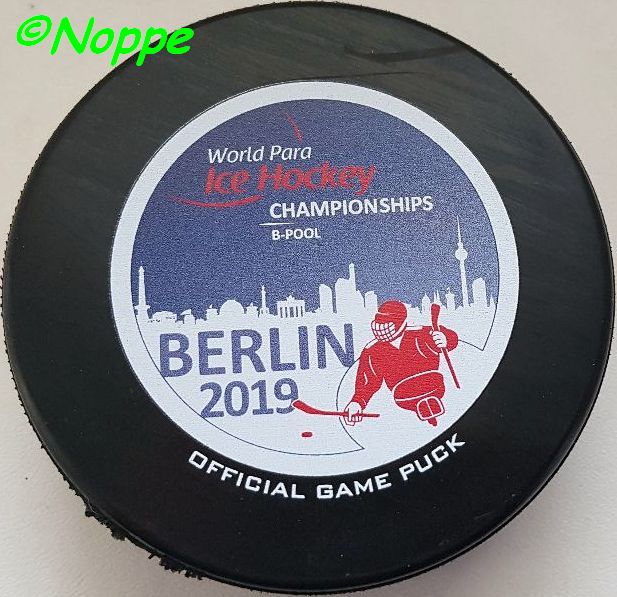 ©Noppe
World Para
Ice Hockey
CHAMPIONSHIPS
B-POOL
BERLIN
2019
OFFICIAL GAME PUCK